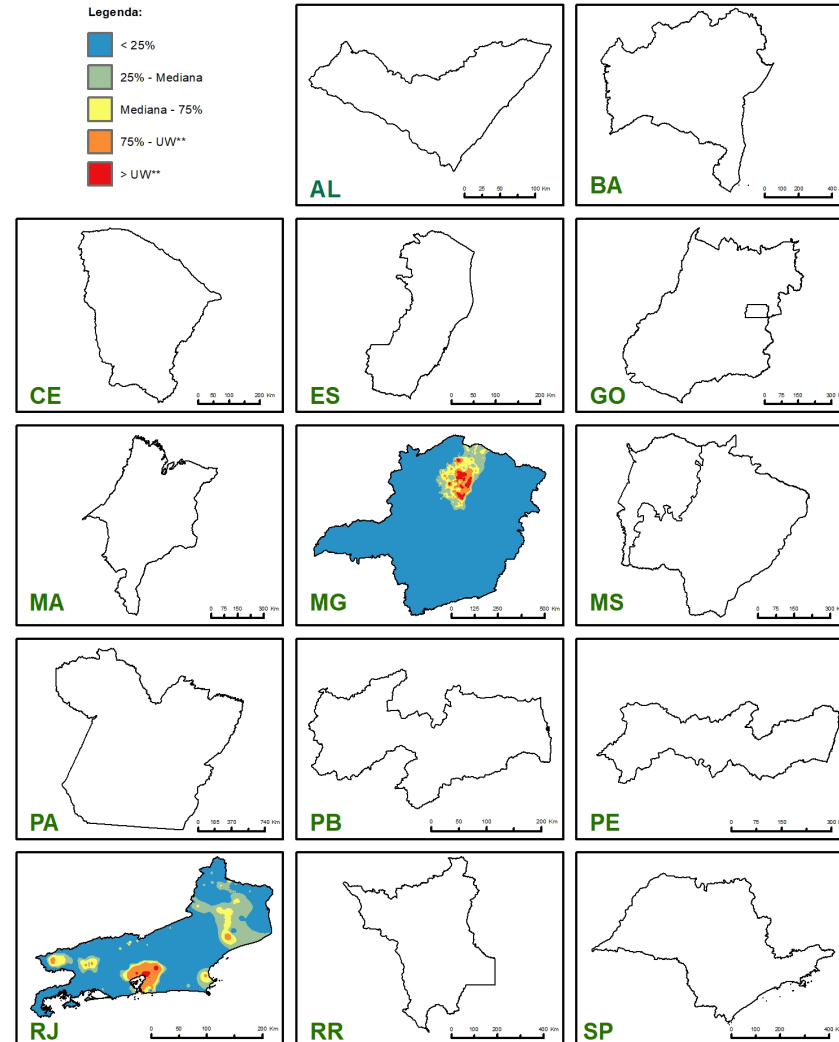 Legenda:
< 25%
25% - Mediana
Mediana - 75%
75% - UW**
> UW**
AL
0 25 50 100 Km
BA
0 100 200 400 K
CE
0 50 100 200 Km
ES
0 50 100 200 Km
GO
0 75 150 300 K
MA
0 75 150 300 Km
MG
0 125 250 500 Km
MS
0 75 150 300 K
PA
0 185 370 740 Km
PB
0 50 100 200 Km
PE
0 75 150 300 K
RJ
0 50 100 200 Km
RR
0 100 200 400 Km
SP
0 100 200 400 K